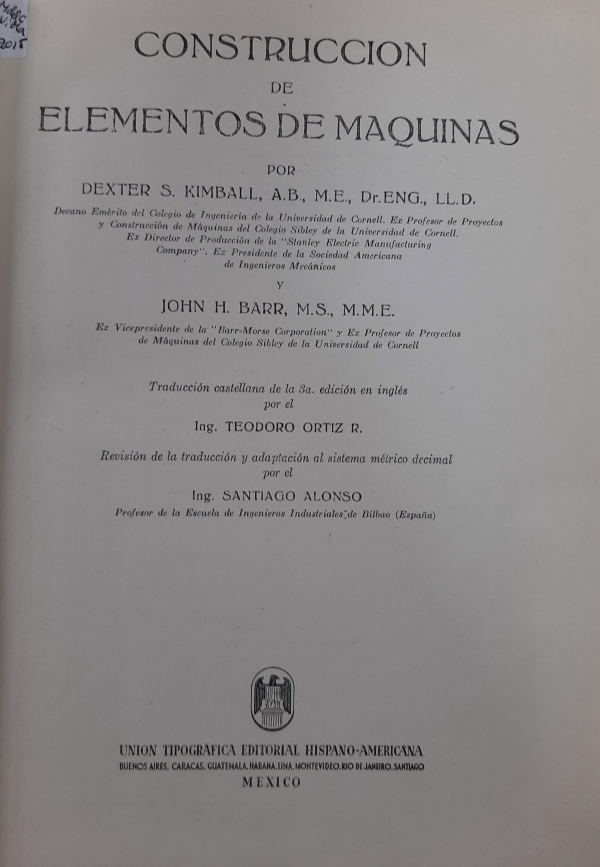 2015
CONSTRUCCION
DE
ELEMENTOS DE MAQUINAS
POR
DEXTER S. KIMBALL, A.B., M.E., Dr.ENG., LL.D.
Decano Emérito del Colegio de Ingeniería de la Universidad de Cornell. Ex Profesor de Proyectos
y Construcción de Máquinas del Colegio Sibley de la Universidad de Cornell.
Ex Director de Producción de la "Stanley Electric Manufacturing
Company". Ex Presidente de la Sociedad Americana
de Ingenieros Mecánicos
Y
JOHN H. BARR, M.S., M.M.E.
Ex Vicepresidente de la "Barr-Morse Corporation" y Ex Profesor de Proyectos
de Máquinas del Colegio Sibley de la Universidad de Cornell
Traducción castellana de la 3a. edición en inglés
por el
Ing. TEODORO ORTIZ R.
Revisión de la traducción y adaptación al sistema métrico decimal
por el
Ing. SANTIAGO ALONSO
Profesor de la Escuela de Ingenieros Industriales de Bilbao (España)
UNION TIPOGRAFICA EDITORIAL HISPANO-AMERICANA
BUENOS AIRES, CARACAS, GUATEMALA, HABANA, LIMA, MONTEVIDEO, RIO DE JANEIRO, SANTIAGO
MEXICO